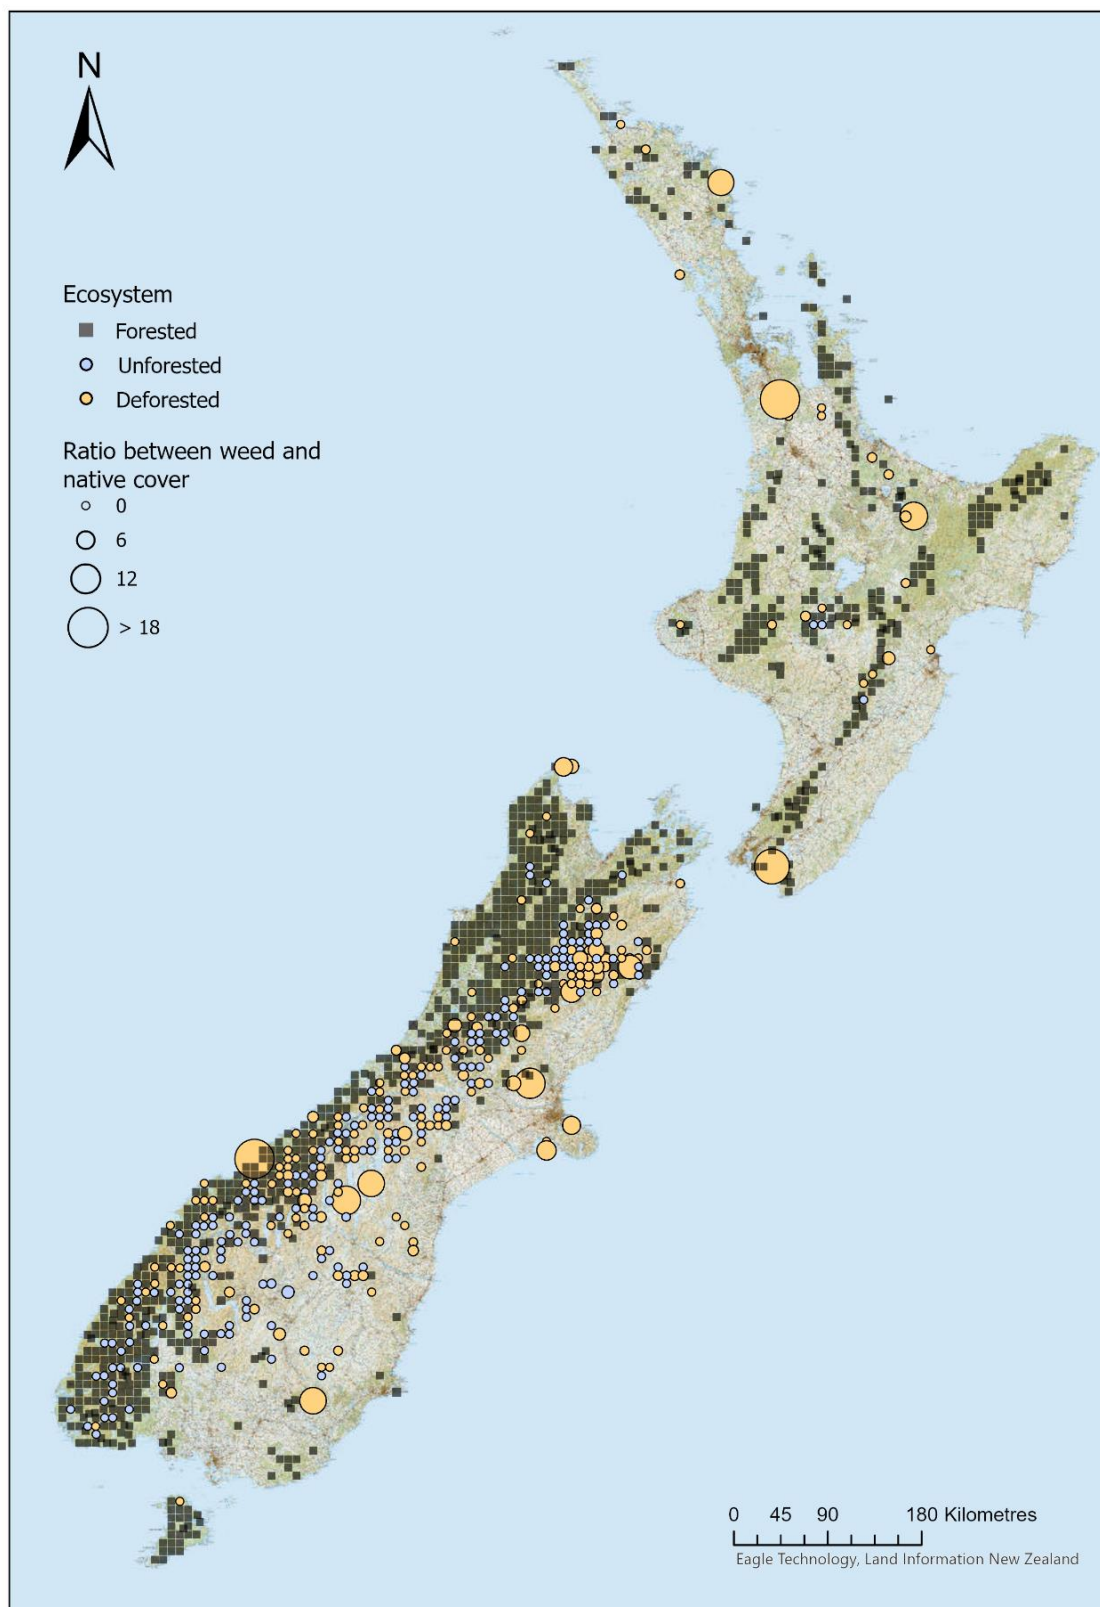 N
Ecosystem
Forested
Unforested
Deforested
Ratio between weed and
native cover
0
6
12
> 18
0 45 90 180 Kilometres
Eagle Technology, Land Information New Zealand